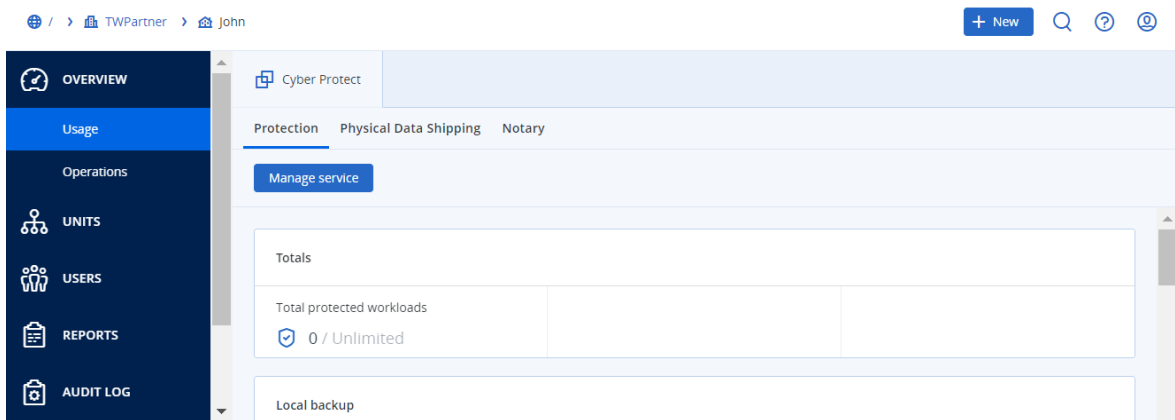 / > TWPartner > John
+ New
OVERVIEW
Usage
Operations
UNITS
USERS
REPORTS
AUDIT LOG
Cyber Protect
Protection Physical Data Shipping Notary
Manage service
Totals
Total protected workloads
0 / Unlimited
Local backup